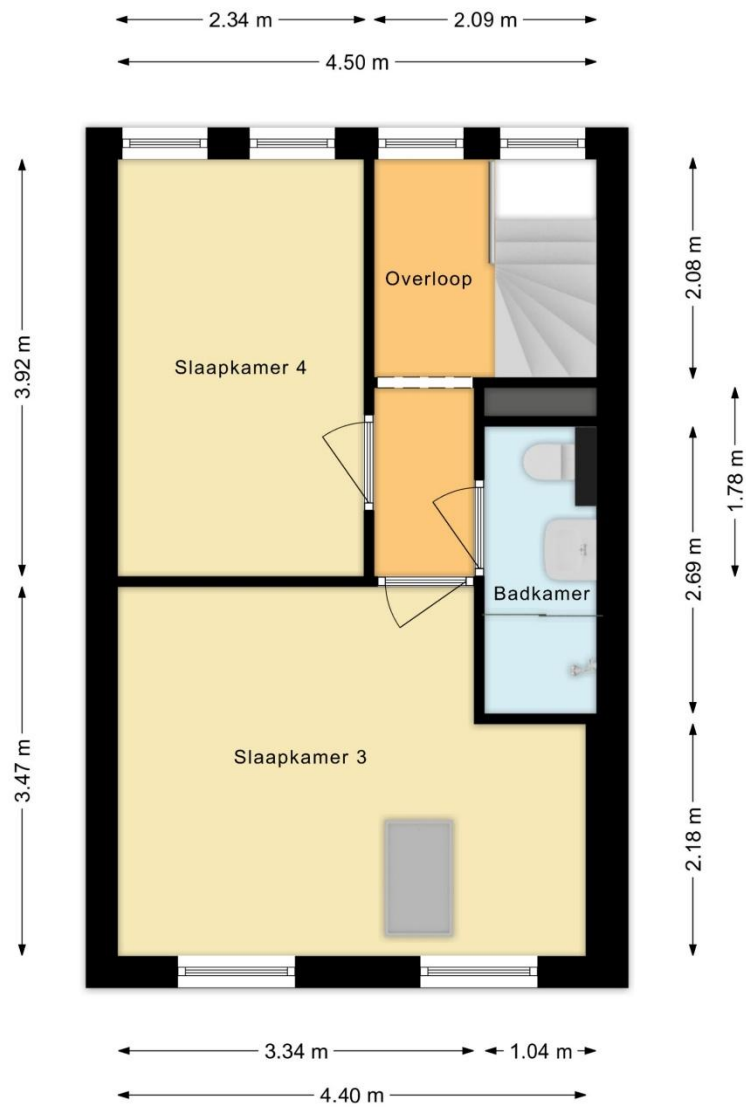 2.34 m
2.09 m
4.50 m
3.92 m
Overloop
2.08 m
Slaapkamer 4
1.78 m
2.69 m
Badkamer
3.47 m
Slaapkamer 3
2.18 m
3.34 m
1.04 m
4.40 m